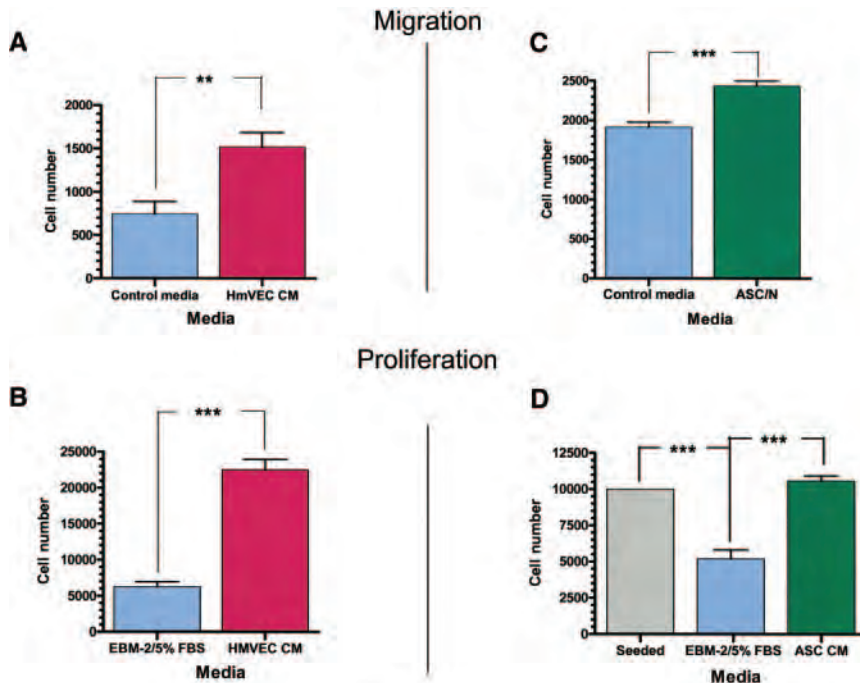 Migration
A
**
2000
1500
1000
500
0
Cell number
Control media HmVEC CM
Media
C
***
2500
2000
1500
1000
500
0
Cell number
Control media ASC/N
Media
Proliferation
B
***
25000
20000
15000
10000
5000
0
Cell number
EBM-2/5% FBS HMVEC CM
Media
D
*** ***
12500
10000
7500
5000
2500
0
Cell number
Seeded EBM-2/5% FBS ASC CM
Media